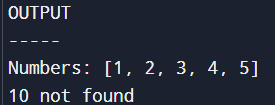 OUTPUT
-----
Numbers: [1, 2, 3, 4, 5]
10 not found